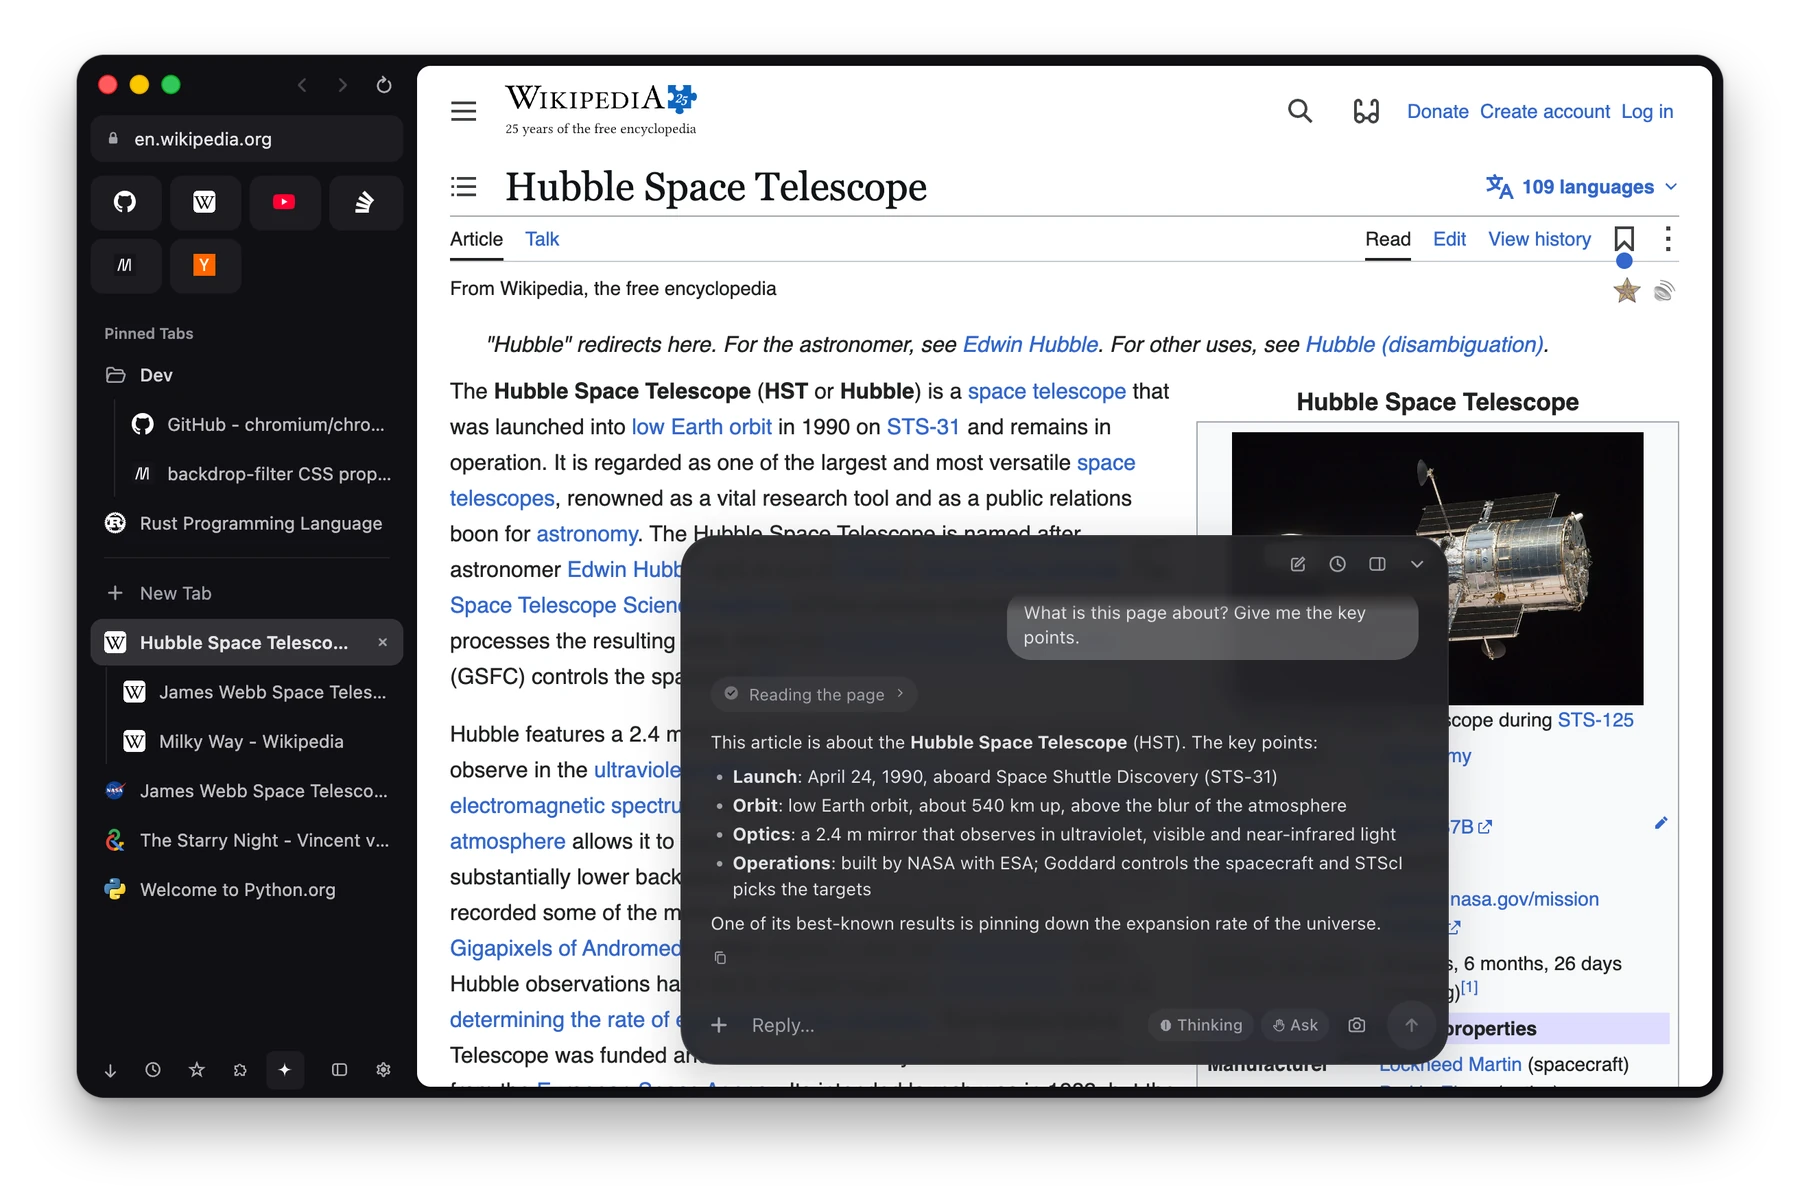 en.wikipedia.org
Pinned Tabs
Dev
GitHub - chromium/chro...
backdrop-filter CSS prop...
Rust Programming Language
New Tab
Hubble Space Telesco...
James Webb Space Teles...
Milky Way - Wikipedia
James Webb Space Telesco...
The Starry Night - Vincent v...
Welcome to Python.org
WIKIPEDIA 25
25 years of the free encyclopedia
Donate Create account Log in
Hubble Space Telescope
109 languages
Article Talk
Read Edit View history
From Wikipedia, the free encyclopedia
"Hubble" redirects here. For the astronomer, see Edwin Hubble. For other uses, see Hubble (disambiguation).
The Hubble Space Telescope (HST or Hubble) is a space telescope that
was launched into low Earth orbit in 1990 on STS-31 and remains in
operation. It is regarded as one of the largest and most versatile space
telescopes, renowned as a vital research tool and as a public relations
boon for astronomy. The Hubble Space Telescope is named after
astronomer Edwin Hubb
Space Telescope Scien
processes the resulting
(GSFC) controls the spa
Hubble features a 2.4 m
observe in the ultraviole
electromagnetic spectru
atmosphere allows it to
substantially lower back
recorded some of the m
Gigapixels of Andromed
Hubble observations ha
determining the rate of e
Telescope was funded an
Hubble Space Telescope
scope during STS-125
my
7B
nasa.gov/mission
s, 6 months, 26 days
g)[1]
properties
Manufacturer Lockheed Martin (spacecraft)
What is this page about? Give me the key
points.
Reading the page
This article is about the Hubble Space Telescope (HST). The key points:
• Launch: April 24, 1990, aboard Space Shuttle Discovery (STS-31)
• Orbit: low Earth orbit, about 540 km up, above the blur of the atmosphere
• Optics: a 2.4 m mirror that observes in ultraviolet, visible and near-infrared light
• Operations: built by NASA with ESA; Goddard controls the spacecraft and STScI
picks the targets
One of its best-known results is pinning down the expansion rate of the universe.
Reply...
Thinking
Ask